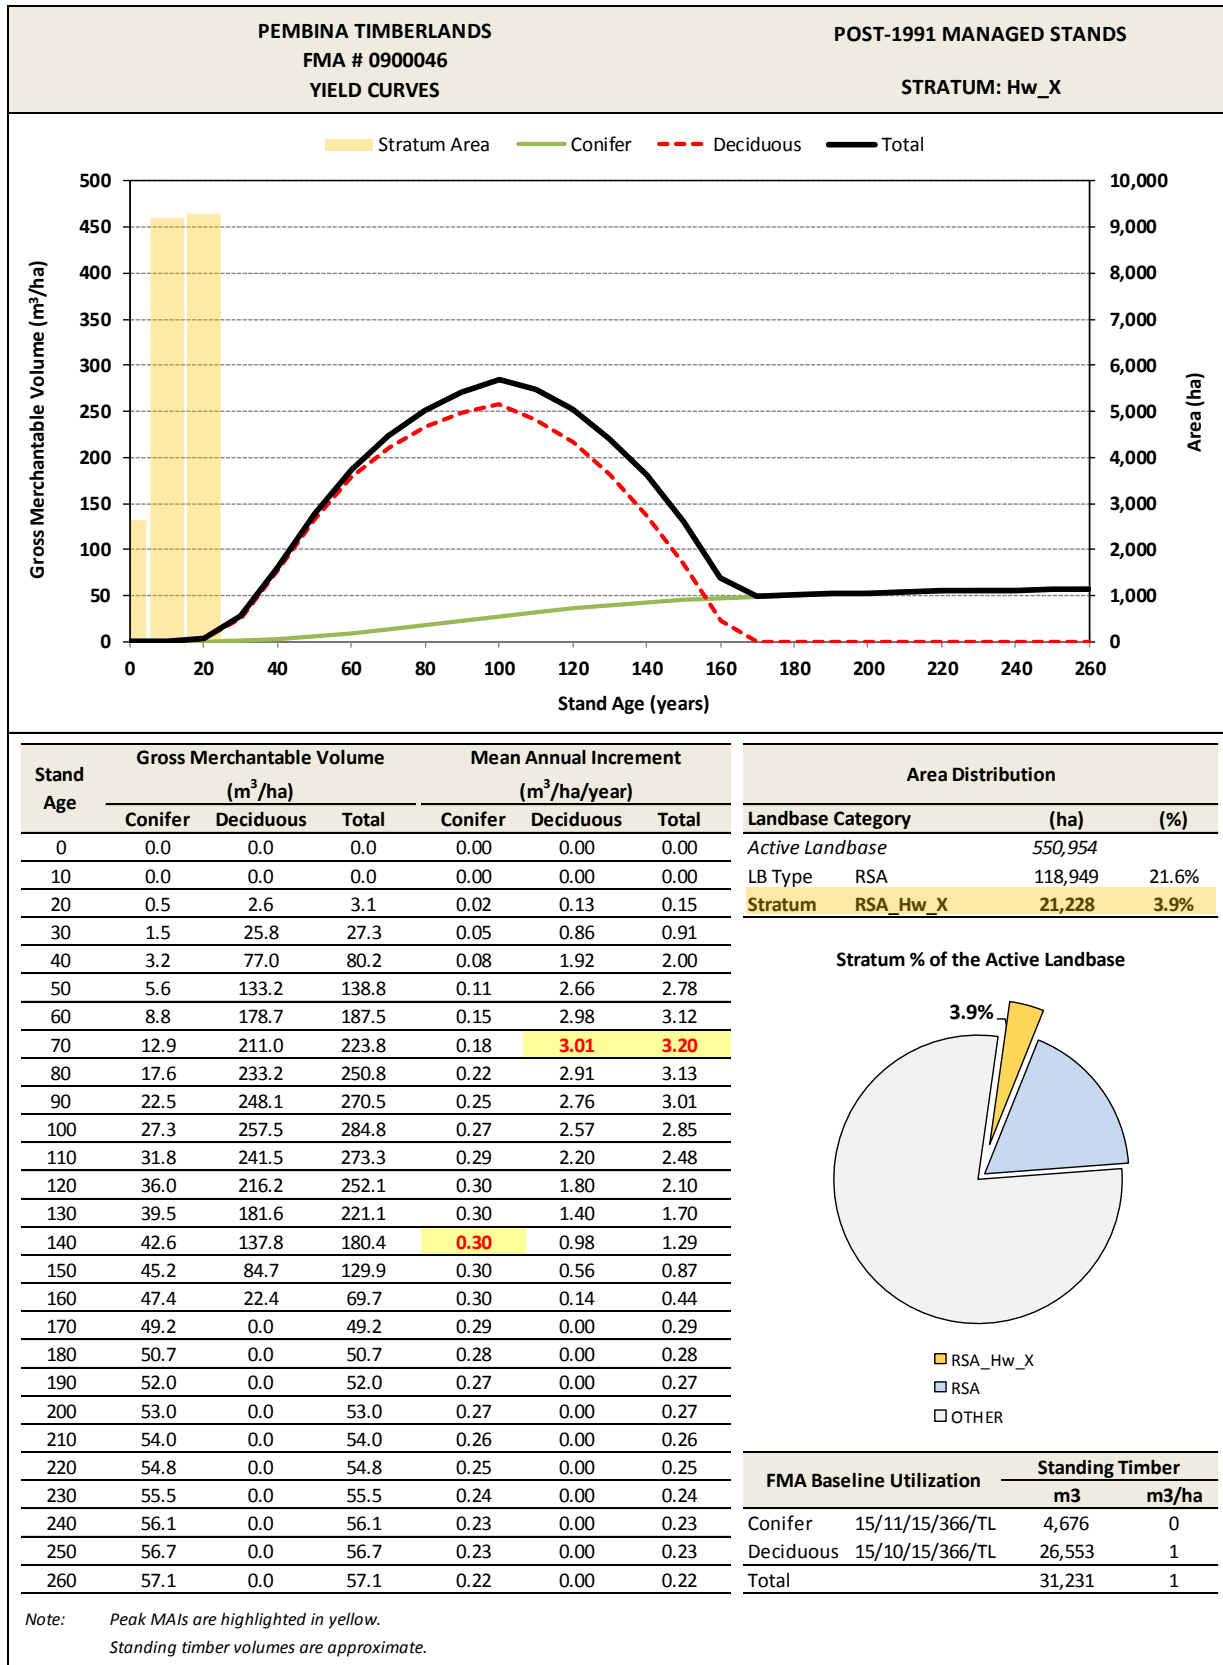 PEMBINA TIMBERLANDS
FMA # 0900046
YIELD CURVES
POST-1991 MANAGED STANDS
STRATUM: Hw_X
Stratum Area Conifer Deciduous Total
Gross Merchantable Volume (m³/ha)
500
450
400
350
300
250
200
150
100
50
0
10,000
9,000
8,000
7,000
6,000
5,000
4,000
3,000
2,000
1,000
0
Area (ha)
0 20 40 60 80 100 120 140 160 180 200 220 240 260
Stand Age (years)
Stand Age Gross Merchantable Volume (m³/ha) Mean Annual Increment (m³/ha/year)
Conifer Deciduous Total Conifer Deciduous Total
0 0.0 0.0 0.0 0.00 0.00 0.00
10 0.0 0.0 0.0 0.00 0.00 0.00
20 0.5 2.6 3.1 0.02 0.13 0.15
30 1.5 25.8 27.3 0.05 0.86 0.91
40 3.2 77.0 80.2 0.08 1.92 2.00
50 5.6 133.2 138.8 0.11 2.66 2.78
60 8.8 178.7 187.5 0.15 2.98 3.12
70 12.9 211.0 223.8 0.18 3.01 3.20
80 17.6 233.2 250.8 0.22 2.91 3.13
90 22.5 248.1 270.5 0.25 2.76 3.01
100 27.3 257.5 284.8 0.27 2.57 2.85
110 31.8 241.5 273.3 0.29 2.20 2.48
120 36.0 216.2 252.1 0.30 1.80 2.10
130 39.5 181.6 221.1 0.30 1.40 1.70
140 42.6 137.8 180.4 0.30 0.98 1.29
150 45.2 84.7 129.9 0.30 0.56 0.87
160 47.4 22.4 69.7 0.30 0.14 0.44
170 49.2 0.0 49.2 0.29 0.00 0.29
180 50.7 0.0 50.7 0.28 0.00 0.28
190 52.0 0.0 52.0 0.27 0.00 0.27
200 53.0 0.0 53.0 0.27 0.00 0.27
210 54.0 0.0 54.0 0.26 0.00 0.26
220 54.8 0.0 54.8 0.25 0.00 0.25
230 55.5 0.0 55.5 0.24 0.00 0.24
240 56.1 0.0 56.1 0.23 0.00 0.23
250 56.7 0.0 56.7 0.23 0.00 0.23
260 57.1 0.0 57.1 0.22 0.00 0.22
Area Distribution
Landbase Category (ha) (%)
Active Landbase 550,954
LB Type RSA 118,949 21.6%
Stratum RSA_Hw_X 21,228 3.9%
Stratum % of the Active Landbase
3.9%
RSA_Hw_X
RSA
OTHER
FMA Baseline Utilization Standing Timber
m3 m3/ha
Conifer 15/11/15/366/TL 4,676 0
Deciduous 15/10/15/366/TL 26,553 1
Total 31,231 1
Note: Peak MAIs are highlighted in yellow.
Standing timber volumes are approximate.